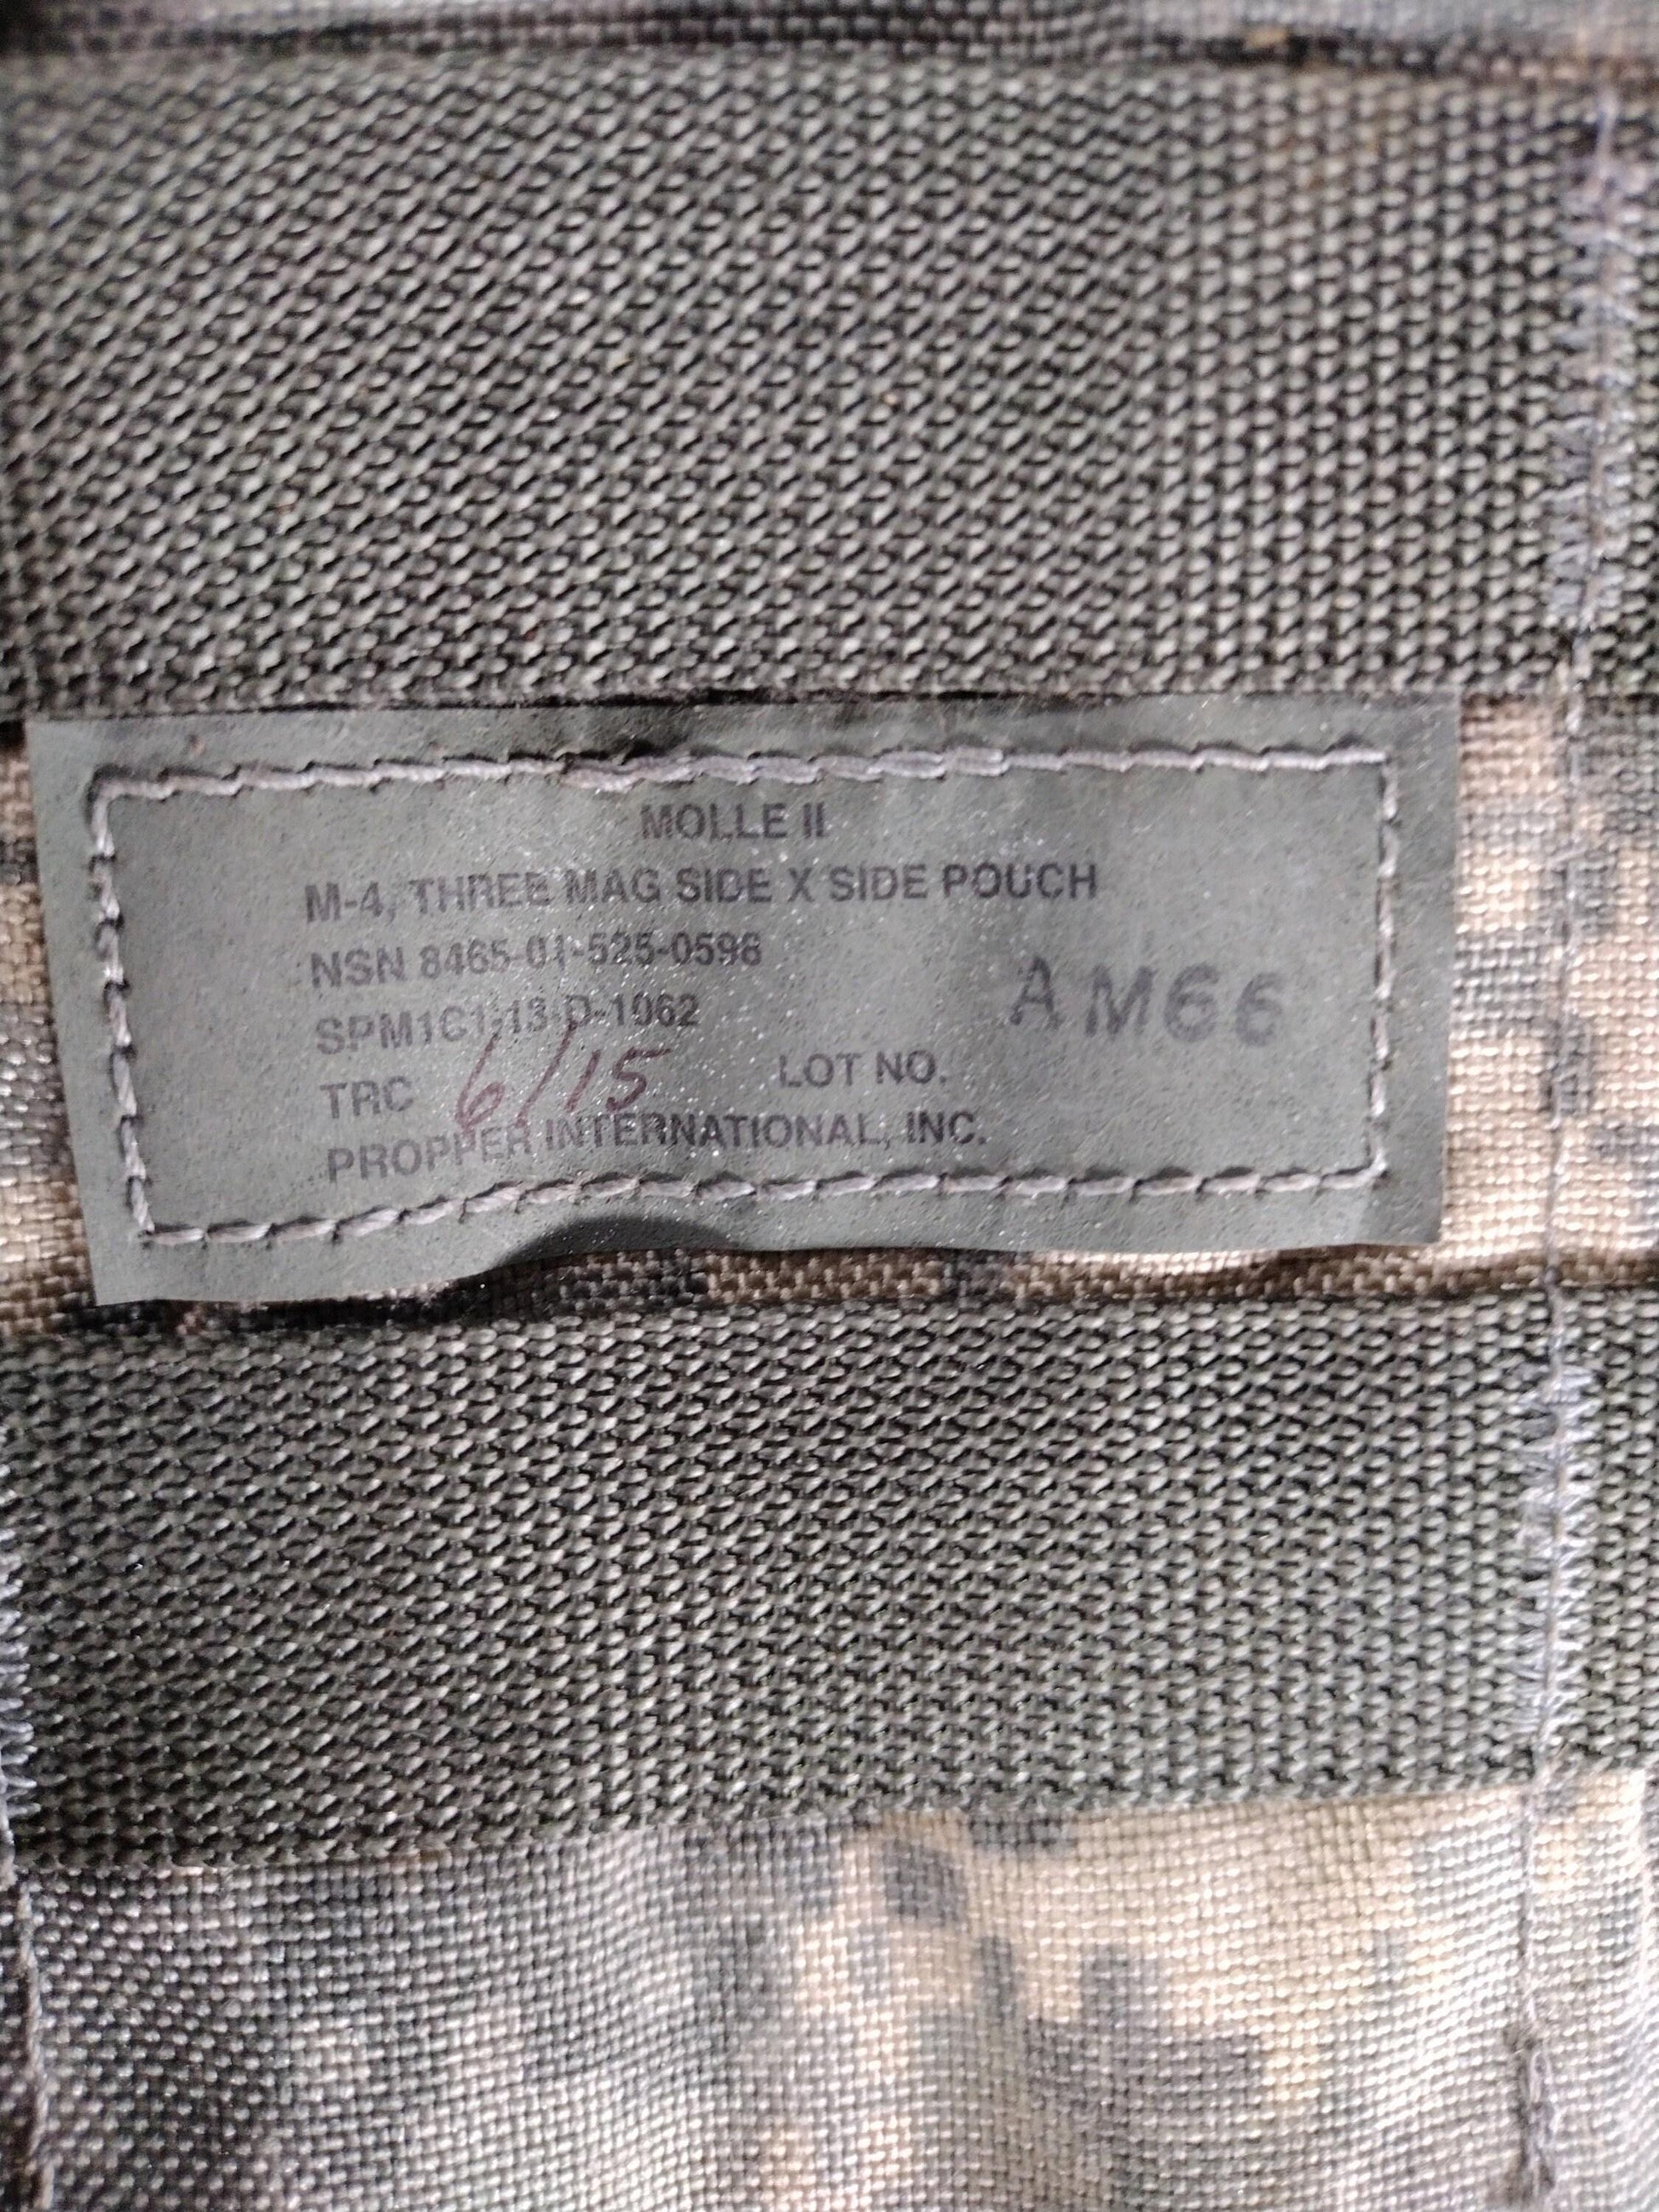 MOLLE II
M-4, THREE MAG SIDE X SIDE POUCH
NSN 8465-01-525-0598
SPM1C1-13-D-1062
AM66
TRC 6/15 LOT NO.
PROPPER INTERNATIONAL, INC.